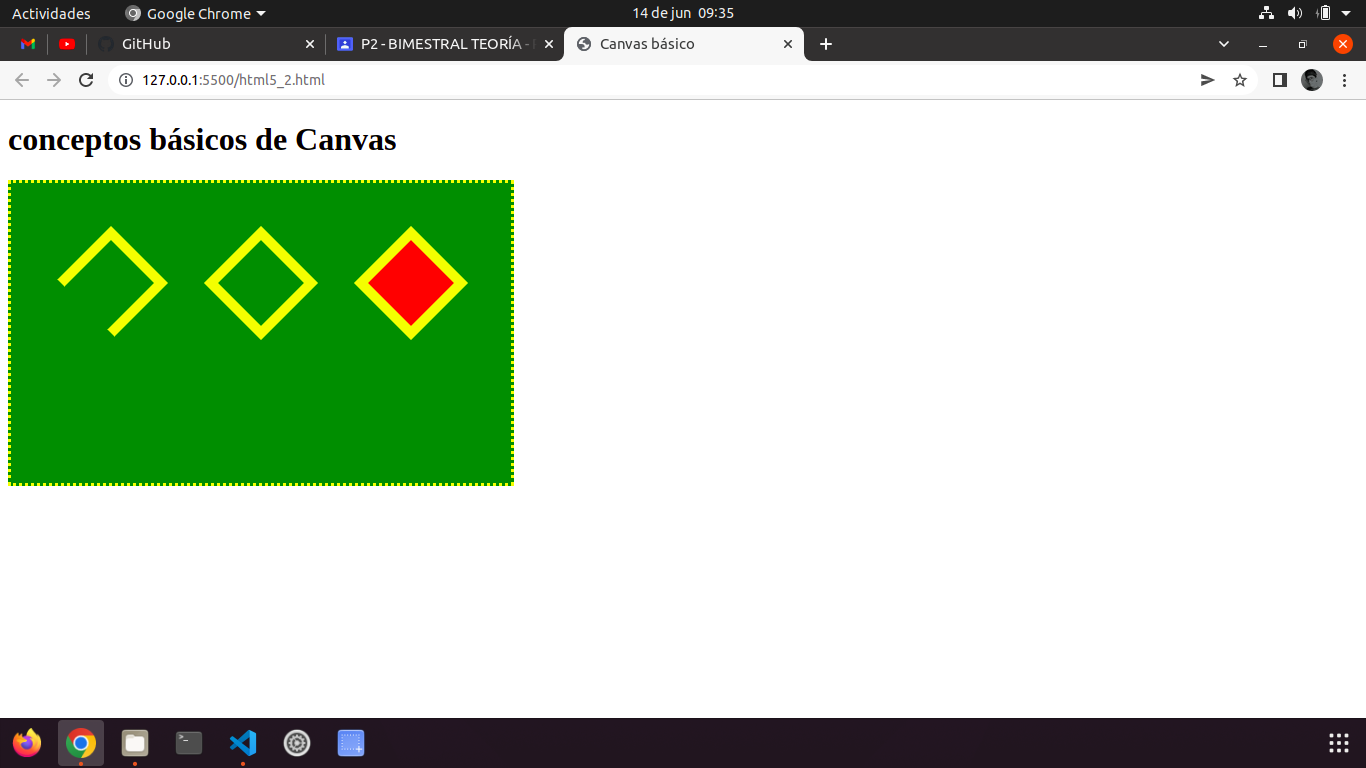 Actividades Google Chrome 14 de jun 09:35
GitHub P2 - BIMESTRAL TEORÍA - Canvas básico
127.0.0.1:5500/html5_2.html
conceptos básicos de Canvas